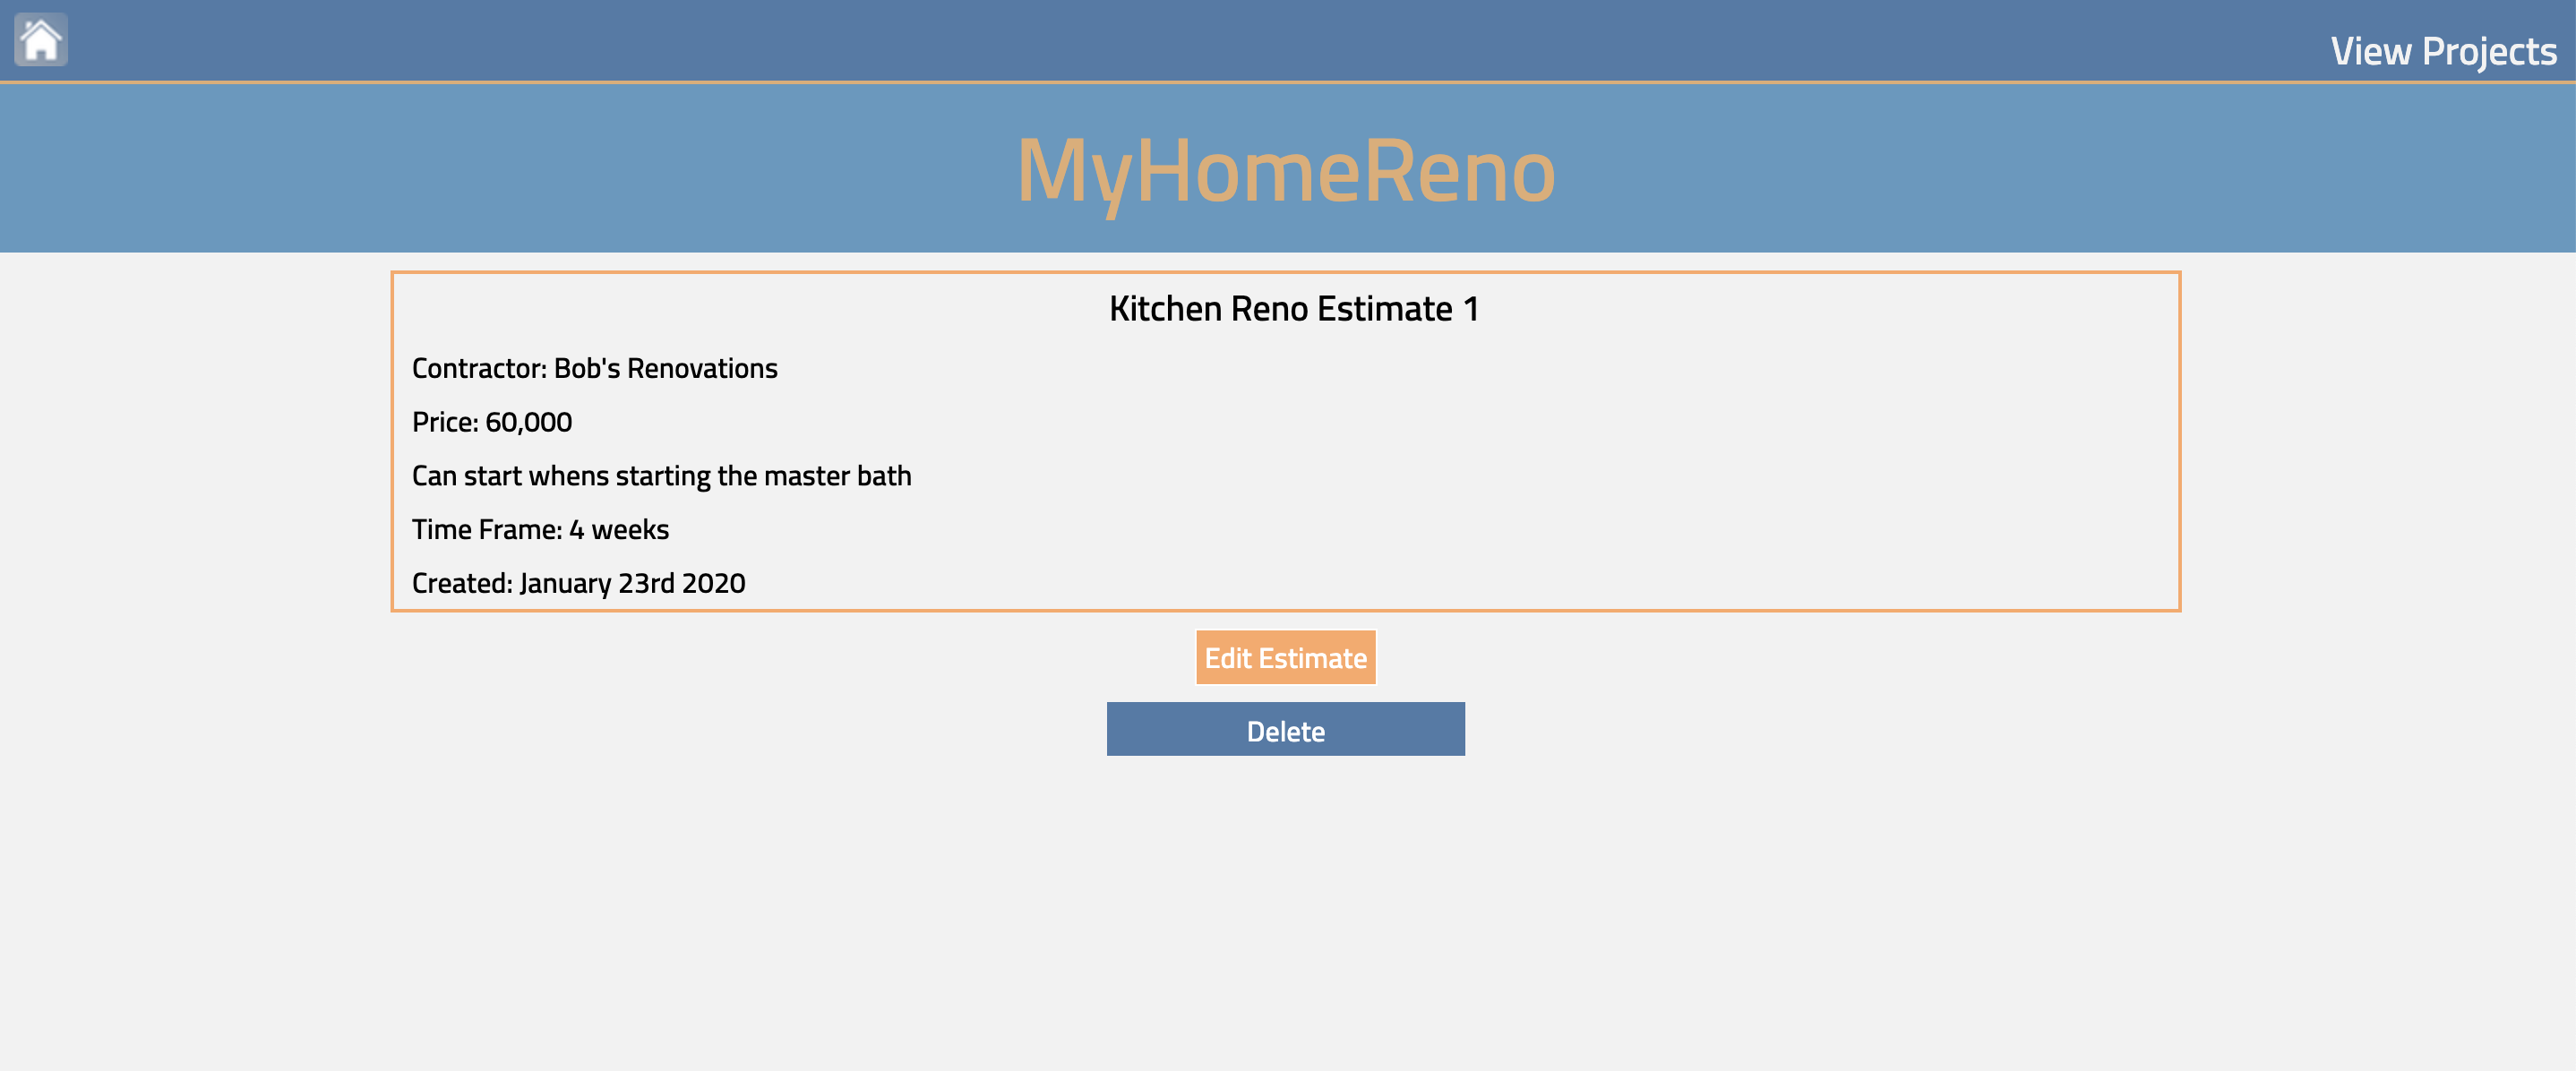 View Projects
MyHomeReno
Kitchen Reno Estimate 1
Contractor: Bob's Renovations
Price: 60,000
Can start whens starting the master bath
Time Frame: 4 weeks
Created: January 23rd 2020
Edit Estimate
Delete